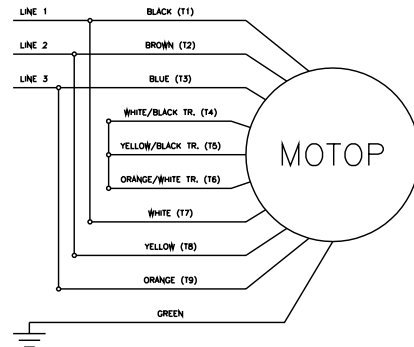 LINE 1 BLACK (T1)
LINE 2 BROWN (T2)
LINE 3 BLUE (T3)
WHITE/BLACK TR. (T4)
YELLOW/BLACK TR. (T5)
ORANGE/WHITE TR. (T6)
MOTOP
WHITE (T7)
YELLOW (T8)
ORANGE (T9)
GREEN